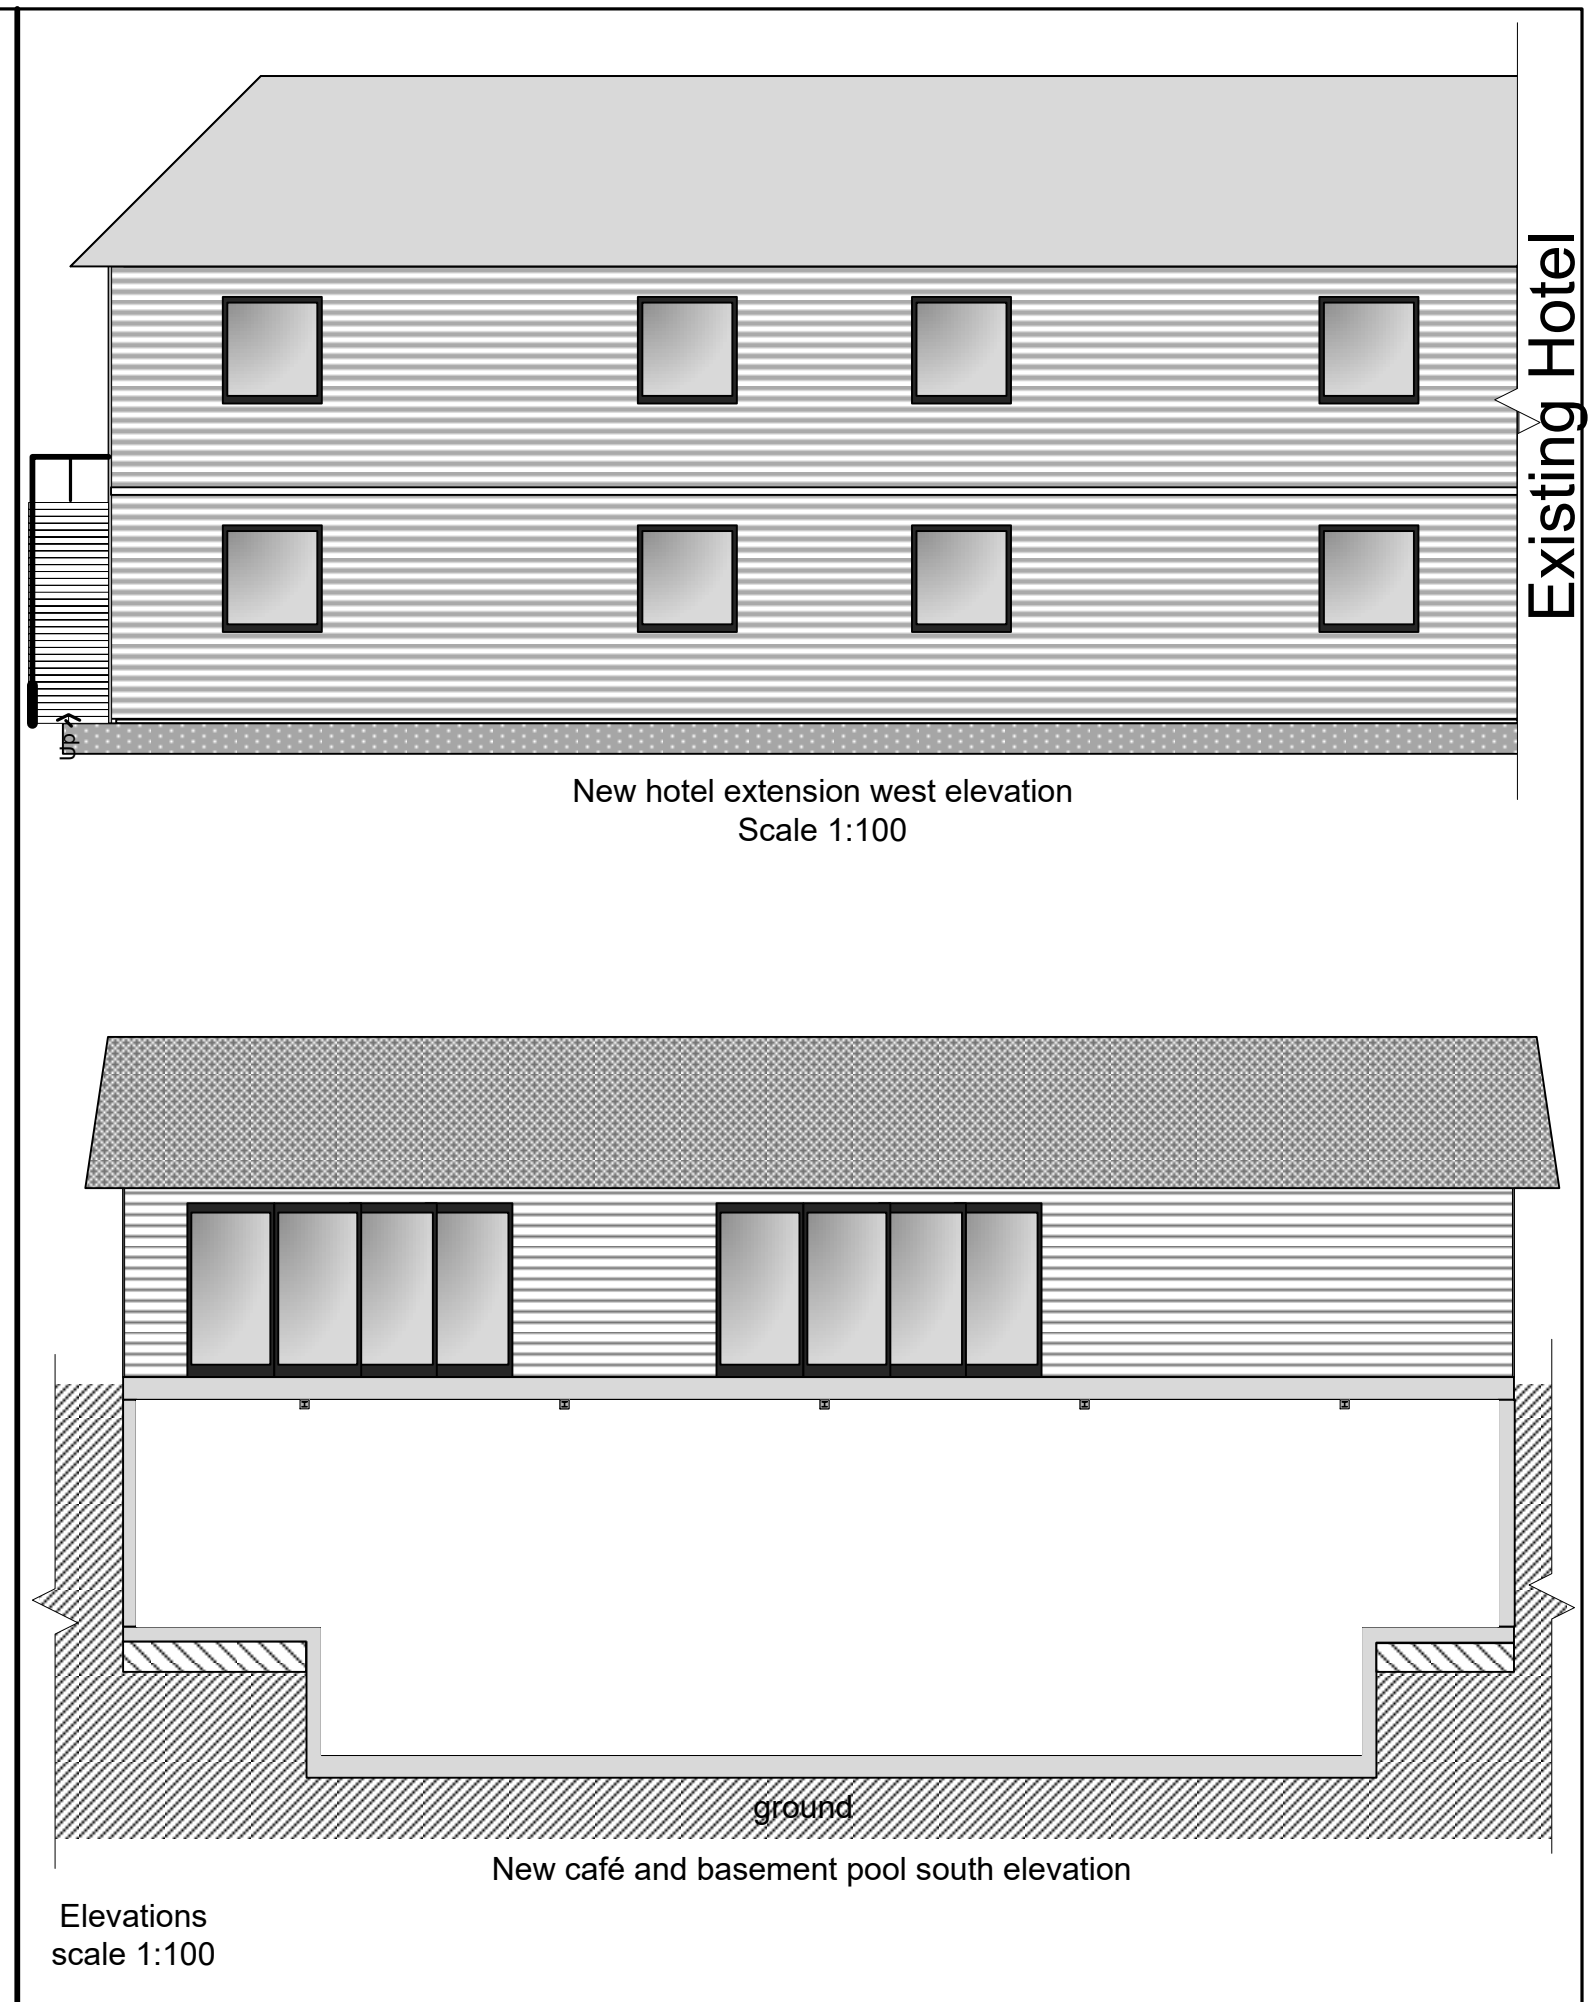 Existing Hotel
Up
New hotel extension west elevation
Scale 1:100
ground
New café and basement pool south elevation
Elevations
scale 1:100